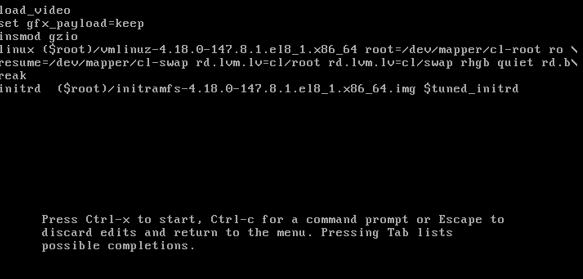 load_video
set gfx_payload=keep
insmod gzio
linux ($root)/vmlinuz-4.18.0-147.8.1.el8_1.x86_64 root=/dev/mapper/cl-root ro \
resume=/dev/mapper/cl-swap rd.lvm.lv=cl/root rd.lvm.lv=cl/swap rhgb quiet rd.b\
reak
initrd  ($root)/initramfs-4.18.0-147.8.1.el8_1.x86_64.img $tuned_initrd
Press Ctrl-x to start, Ctrl-c for a command prompt or Escape to
discard edits and return to the menu. Pressing Tab lists
possible completions.